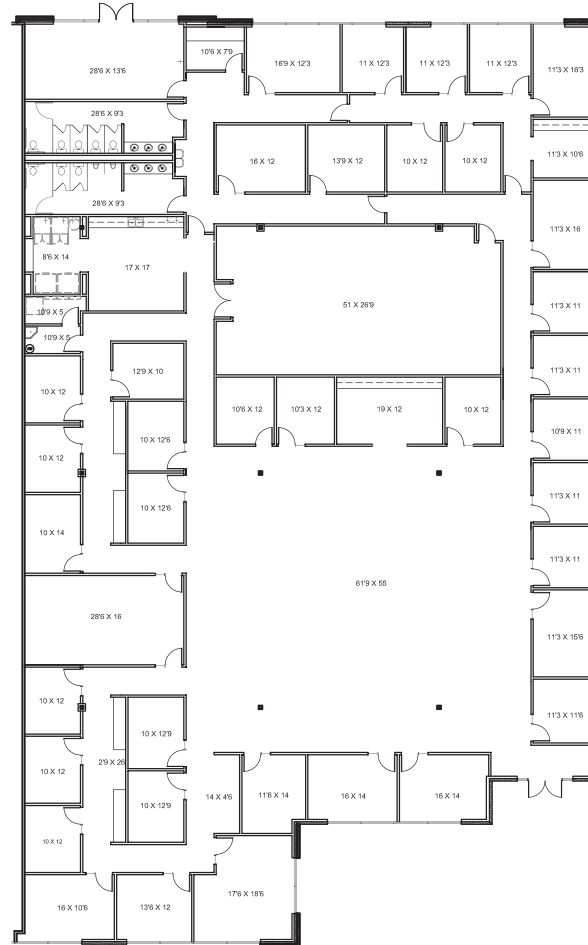 28'6 X 13'6
10'6 X 7'9
16'9 X 12'3
11 X 12'3
11 X 12'3
11 X 12'3
11'3 X 16'3
28'6 X 9'3
16 X 12
13'9 X 12
10 X 12
10 X 12
11'3 X 10'6
28'6 X 9'3
8'6 X 14
17 X 17
11'3 X 16
51 X 26'9
10'9 X 5
10'9 X 5
11'3 X 11
12'9 X 10
11'3 X 11
10 X 12
10'6 X 12
10'3 X 12
19 X 12
10 X 12
10 X 12'6
10'9 X 11
10 X 12
10 X 12'6
11'3 X 11
10 X 14
11'3 X 11
61'9 X 55
28'6 X 16
11'3 X 15'6
10 X 12
11'3 X 11'6
10 X 12'9
2'9 X 26
10 X 12
10 X 12'9
14 X 4'6
11'6 X 14
16 X 14
16 X 14
10 X 12
17'6 X 18'6
16 X 10'6
13'6 X 12